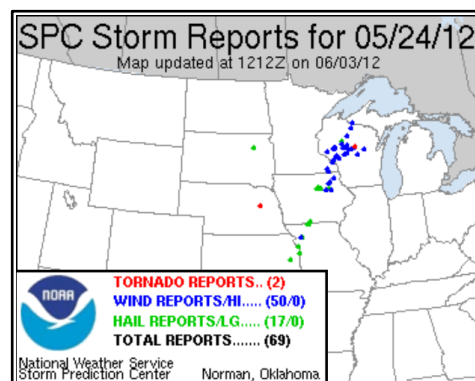 SPC Storm Reports for 05/24/12
Map updated at 1212Z on 06/03/12
TORNADO REPORTS.. (2)
WIND REPORTS/HI..... (50/0)
HAIL REPORTS/LG..... (17/0)
TOTAL REPORTS....... (69)
NOAA
National Weather Service
Storm Prediction Center Norman, Oklahoma